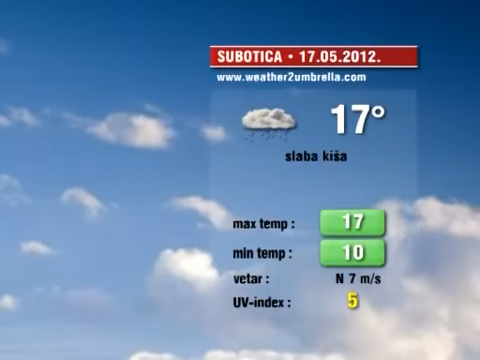 SUBOTICA • 17.05.2012.
www.weather2umbrella.com
17°
slaba kiša
max temp : 17
min temp : 10
vetar : N 7 m/s
UV-index : 5